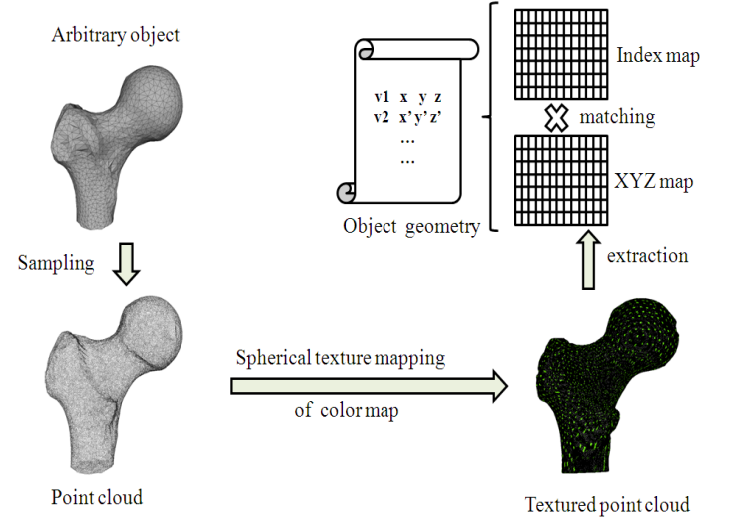 Arbitrary object
Sampling
Point cloud
Spherical texture mapping
of color map
Textured point cloud
extraction
XYZ map
matching
Index map
v1 x y z
v2 x’ y’ z’
...
...
Object geometry